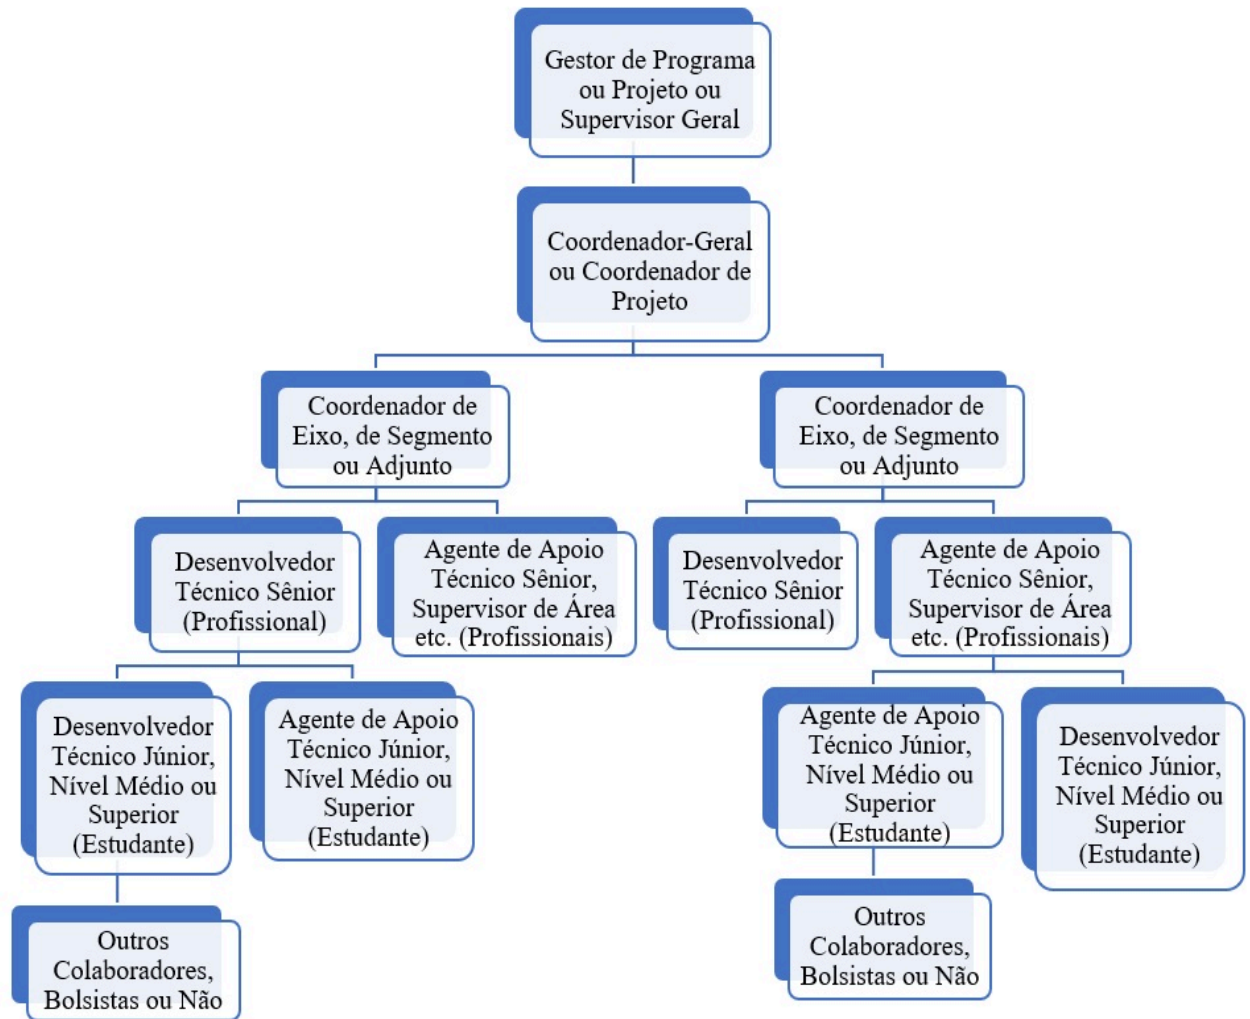 Gestor de Programa
ou Projeto ou
Supervisor Geral
Coordenador-Geral
ou Coordenador de
Projeto
Coordenador de
Eixo, de Segmento
ou Adjunto
Coordenador de
Eixo, de Segmento
ou Adjunto
Desenvolvedor
Técnico Sênior
(Profissional)
Agente de Apoio
Técnico Sênior,
Supervisor de Área
etc. (Profissionais)
Desenvolvedor
Técnico Sênior
(Profissional)
Agente de Apoio
Técnico Sênior,
Supervisor de Área
etc. (Profissionais)
Desenvolvedor
Técnico Júnior,
Nível Médio ou
Superior
(Estudante)
Agente de Apoio
Técnico Júnior,
Nível Médio ou
Superior
(Estudante)
Agente de Apoio
Técnico Júnior,
Nível Médio ou
Superior
(Estudante)
Desenvolvedor
Técnico Júnior,
Nível Médio ou
Superior
(Estudante)
Outros
Colaboradores,
Bolsistas ou Não
Outros
Colaboradores,
Bolsistas ou Não